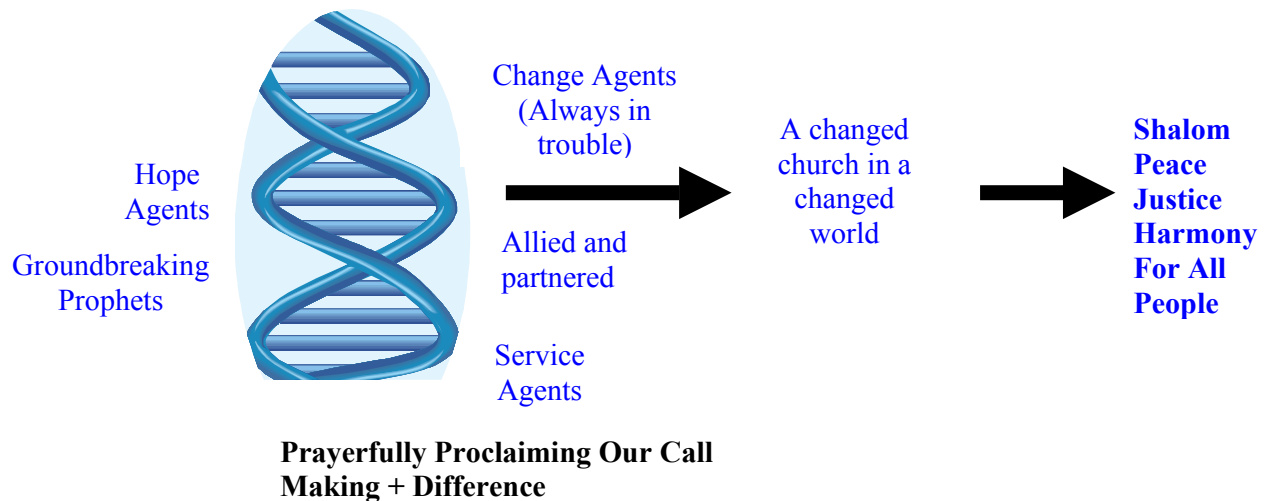 Hope
Agents
Groundbreaking
Prophets
Change Agents
(Always in
trouble)
Allied and
partnered
Service
Agents
A changed
church in a
changed
world
Shalom
Peace
Justice
Harmony
For All
People
Prayerfully Proclaiming Our Call
Making + Difference